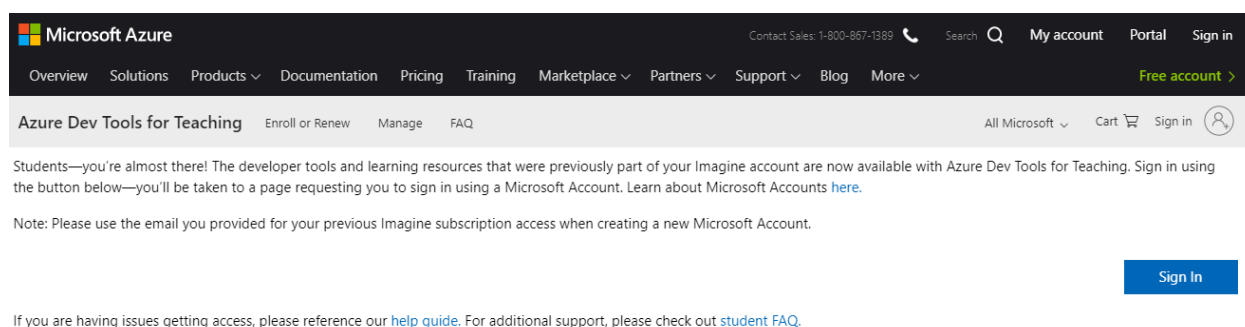 Microsoft Azure Contact Sales: 1-800-867-1389 Search My account Portal Sign in
Overview Solutions Products Documentation Pricing Training Marketplace Partners Support Blog More Free account >
Azure Dev Tools for Teaching Enroll or Renew Manage FAQ All Microsoft Cart Sign in
Students—you're almost there! The developer tools and learning resources that were previously part of your Imagine account are now available with Azure Dev Tools for Teaching. Sign in using
the button below—you'll be taken to a page requesting you to sign in using a Microsoft Account. Learn about Microsoft Accounts here.
Note: Please use the email you provided for your previous Imagine subscription access when creating a new Microsoft Account.
Sign In
If you are having issues getting access, please reference our help guide. For additional support, please check out student FAQ.